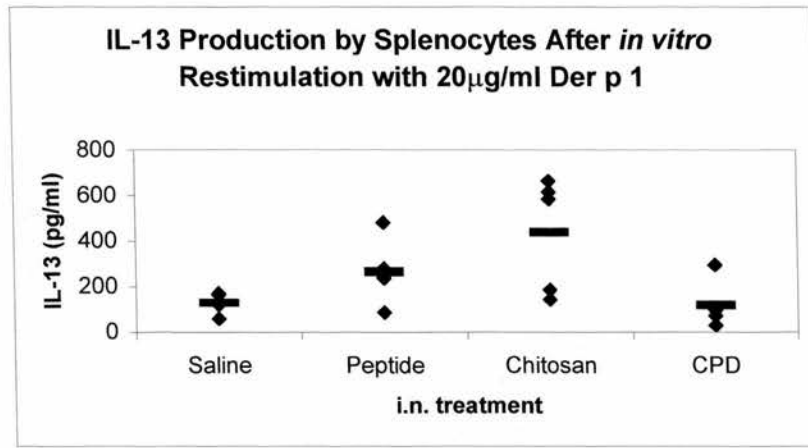 IL-13 Production by Splenocytes After in vitro
Restimulation with 20μg/ml Der p 1
IL-13 (pg/ml)
800
600
400
200
0
Saline Peptide Chitosan CPD
i.n. treatment